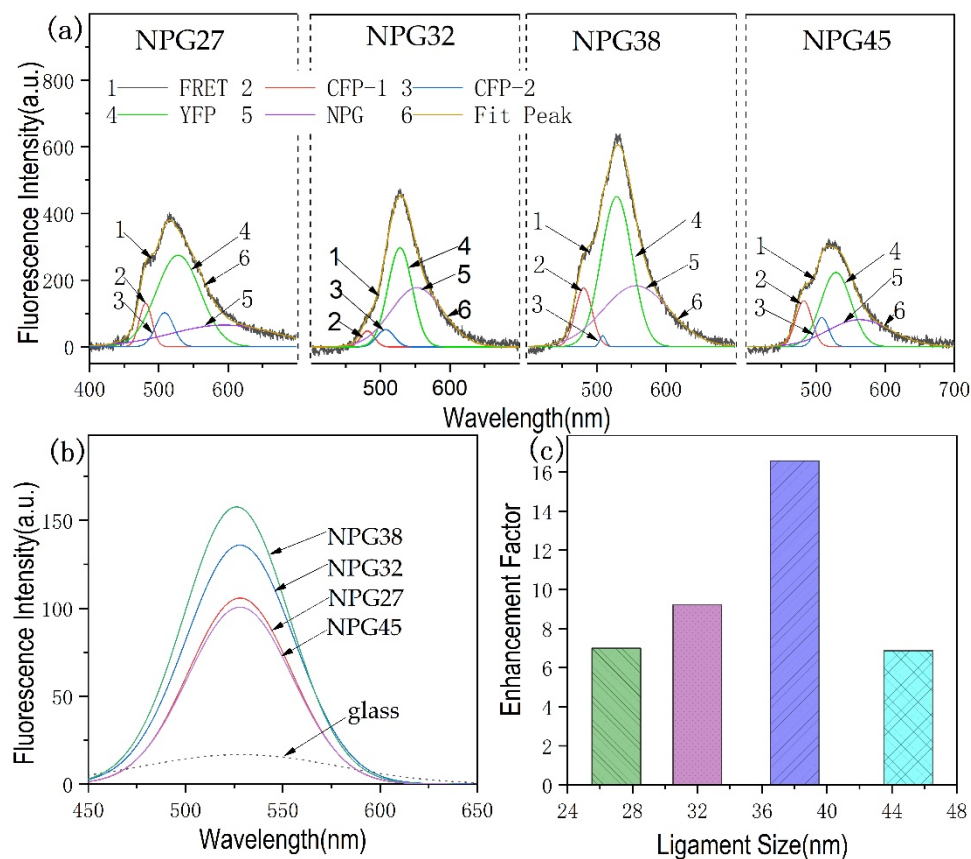 (a) NPG27 NPG32 NPG38 NPG45
1 FRET 2 CFP-1 3 CFP-2
4 YFP 5 NPG 6 Fit Peak
Fluorescence Intensity(a.u.)
800
600
400
200
0
1 2 3 4 6 5
1 3 2 4 5 6
1 2 3 4 5 6
1 2 3 4 5 6
400 500 600 500 600 500 600 500 600 700
Wavelength(nm)
(b)
Fluorescence Intensity(a.u.)
150
100
50
0
NPG38
NPG32
NPG27
NPG45
glass
450 500 550 600 650
Wavelength(nm)
(c)
Enhancement Factor
16
14
12
10
8
6
4
2
0
24 28 32 36 40 44 48
Ligament Size(nm)